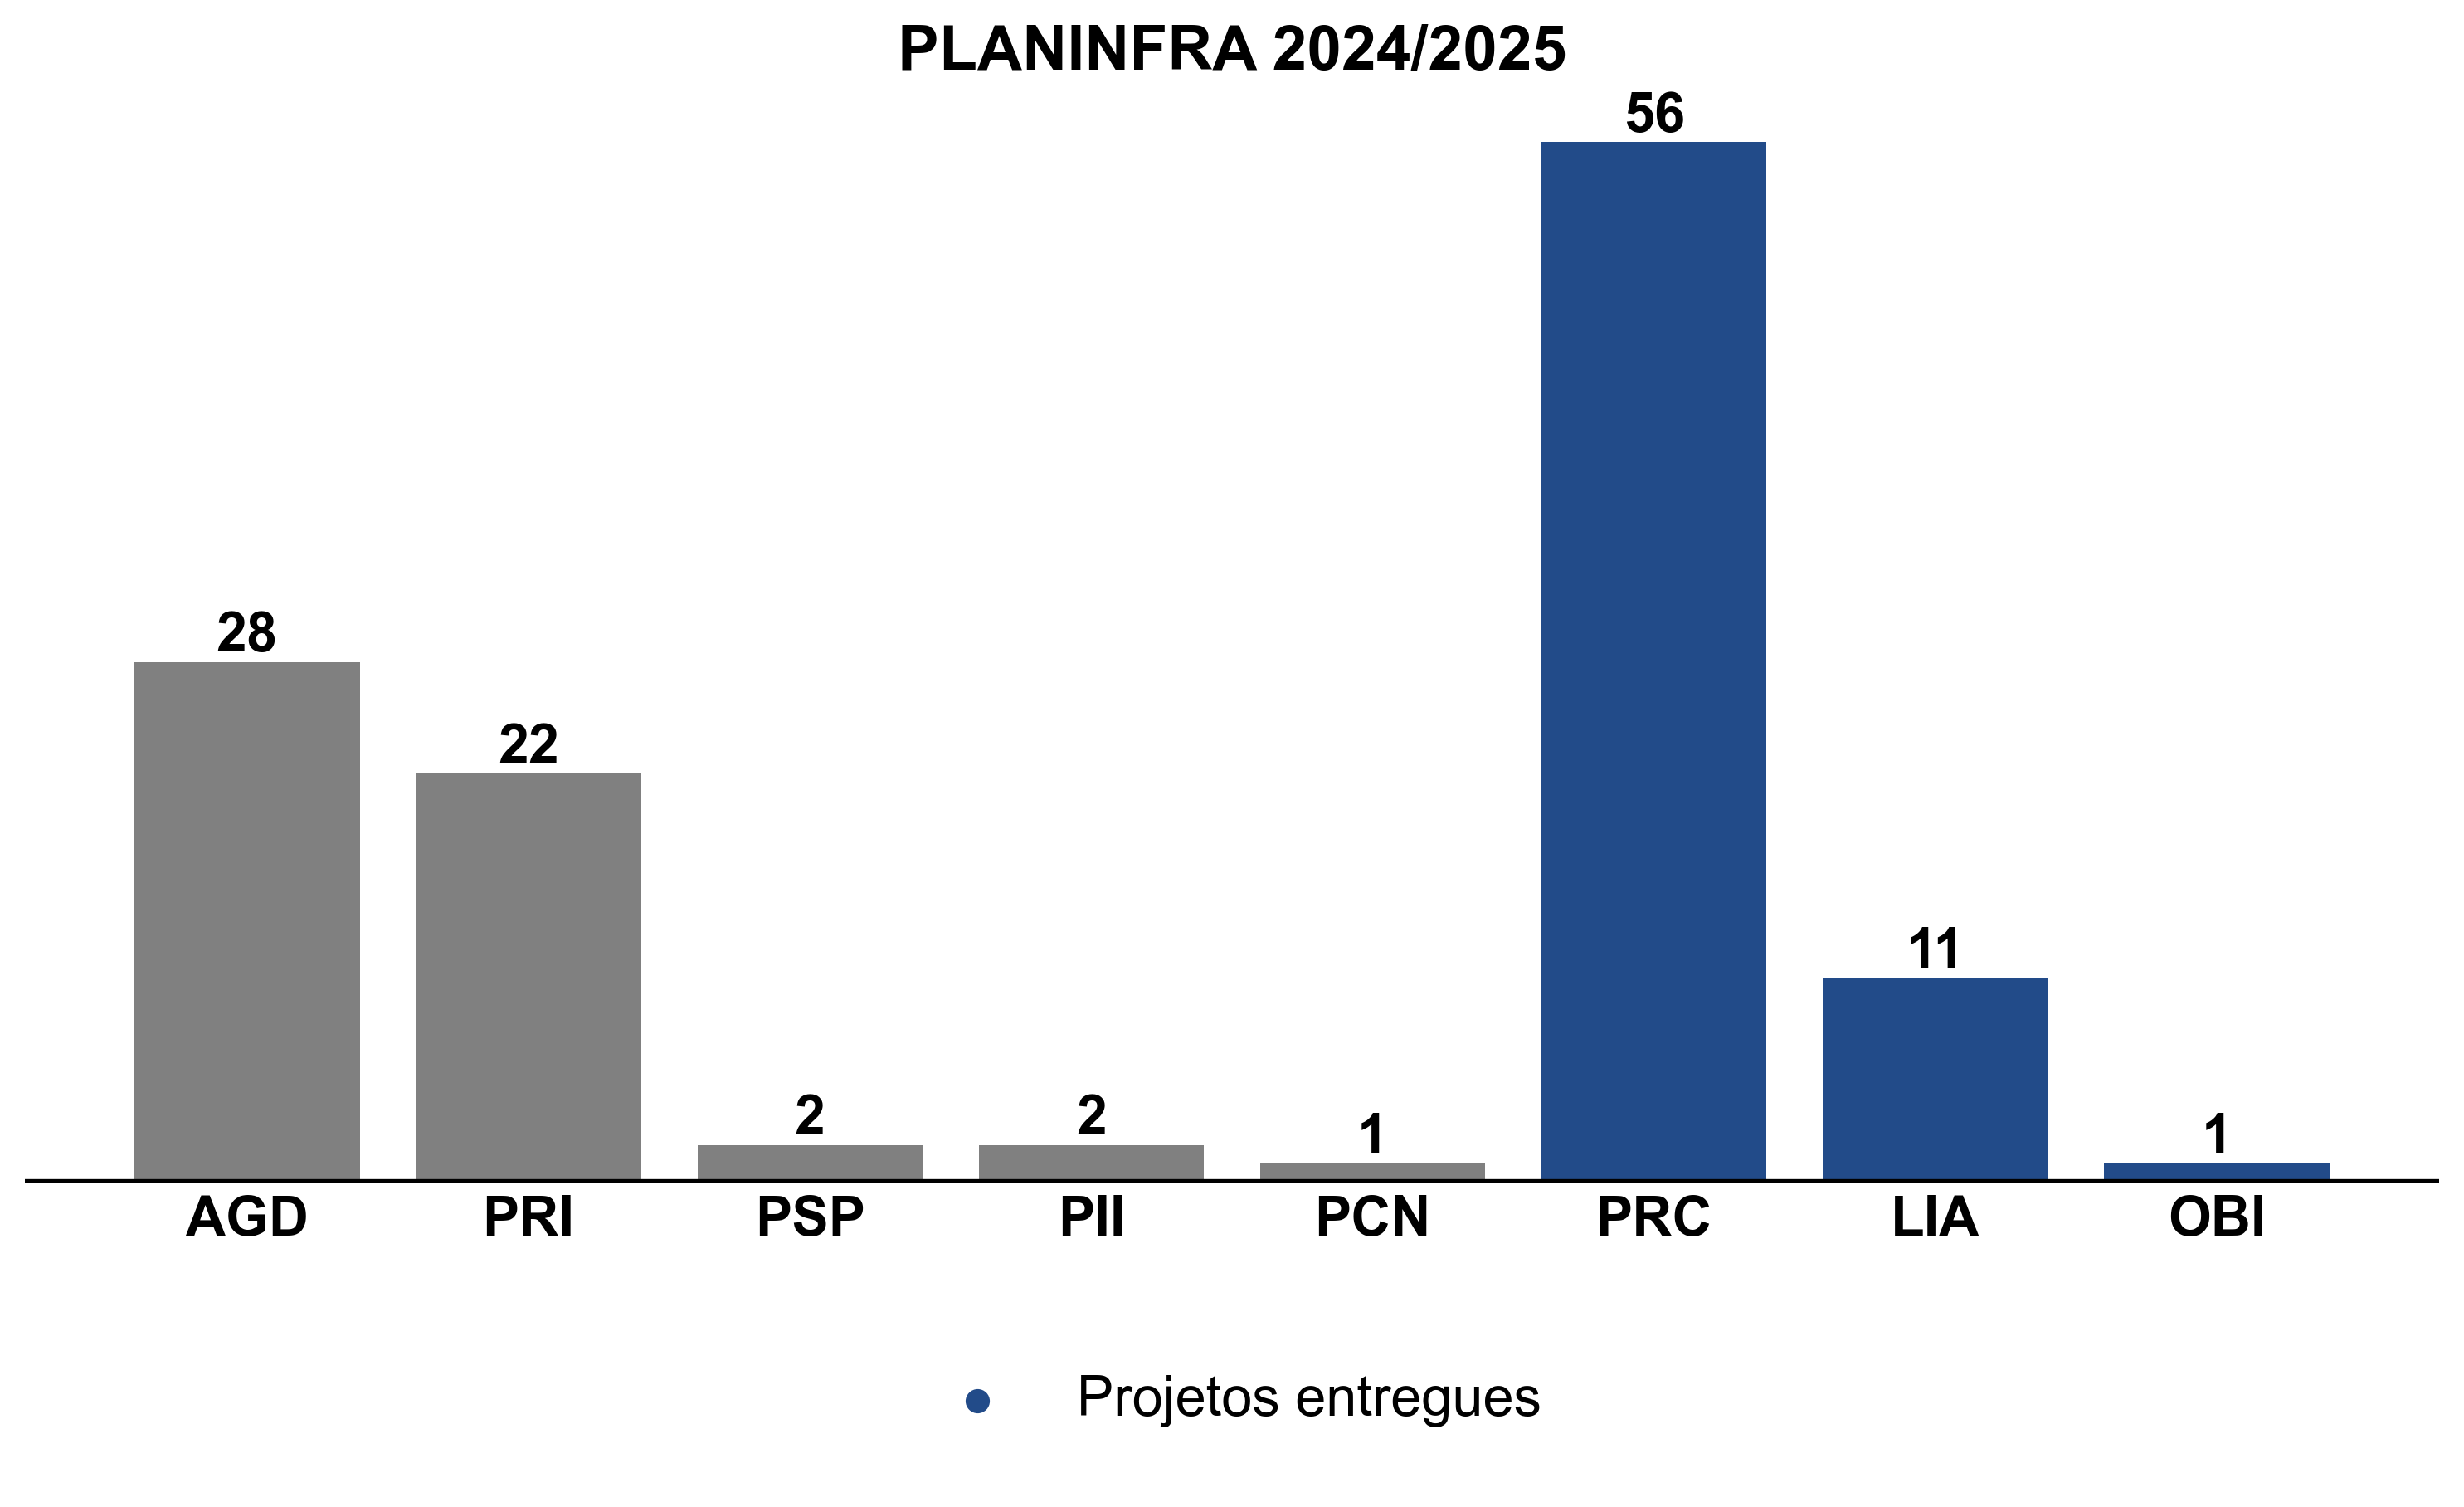 PLANINFRA 2024/2025
56
28
22
11
2
2
1
1
AGD PRI PSP PII PCN PRC LIA OBI
Projetos entregues